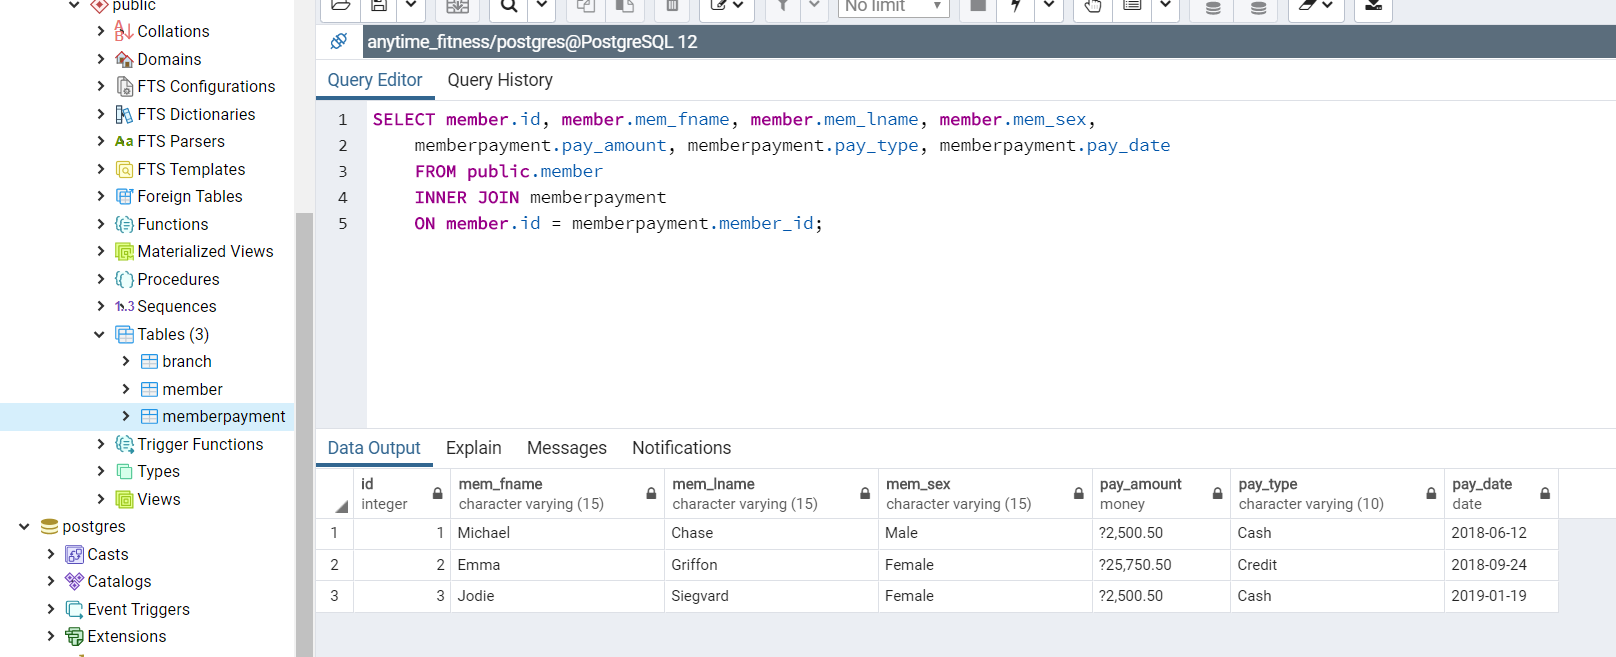 public
Collations
Domains
FTS Configurations
FTS Dictionaries
Aa FTS Parsers
FTS Templates
Foreign Tables
Functions
Materialized Views
Procedures
1..3 Sequences
Tables (3)
branch
member
memberpayment
Trigger Functions
Types
Views
postgres
Casts
Catalogs
Event Triggers
Extensions
No limit
anytime_fitness/postgres@PostgreSQL 12
Query Editor Query History
1 SELECT member.id, member.mem_fname, member.mem_lname, member.mem_sex,
2 memberpayment.pay_amount, memberpayment.pay_type, memberpayment.pay_date
3 FROM public.member
4 INNER JOIN memberpayment
5 ON member.id = memberpayment.member_id;
Data Output Explain Messages Notifications
id mem_fname mem_lname mem_sex pay_amount pay_type pay_date
integer character varying (15) character varying (15) character varying (15) money character varying (10) date
1 1 Michael Chase Male ?2,500.50 Cash 2018-06-12
2 2 Emma Griffon Female ?25,750.50 Credit 2018-09-24
3 3 Jodie Siegvard Female ?2,500.50 Cash 2019-01-19